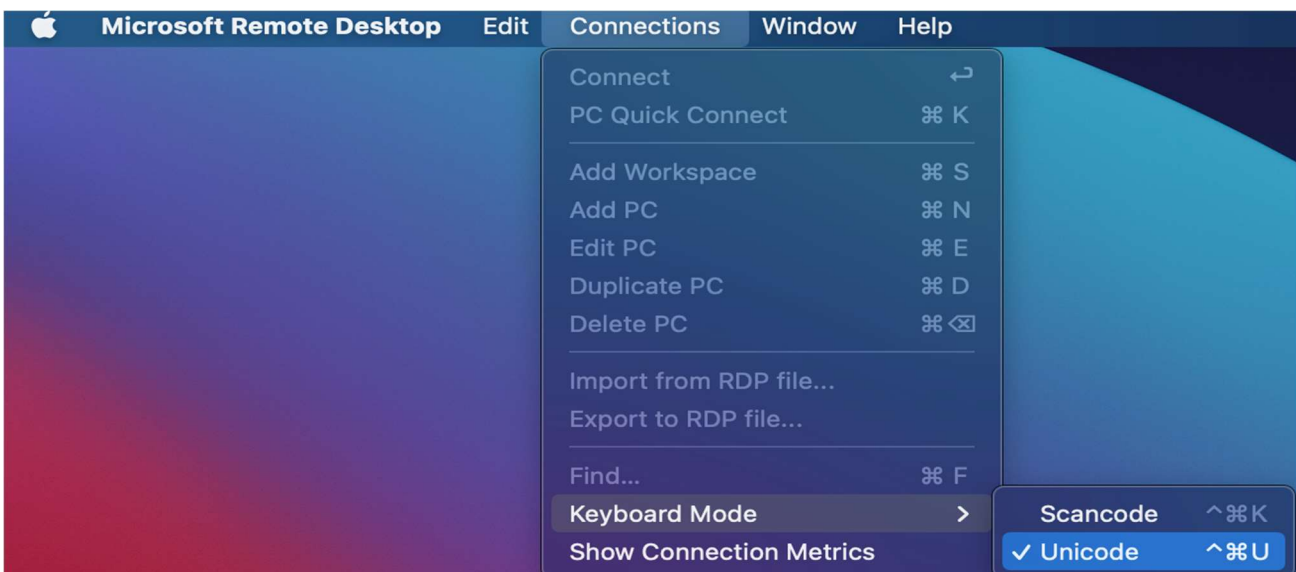 Microsoft Remote Desktop Edit Connections Window Help
Connect ↩
PC Quick Connect ⌘ K
Add Workspace ⌘ S
Add PC ⌘ N
Edit PC ⌘ E
Duplicate PC ⌘ D
Delete PC ⌘ ⌫
Import from RDP file...
Export to RDP file...
Find... ⌘ F
Keyboard Mode > Scancode ^⌘K
Show Connection Metrics ✓ Unicode ^⌘U